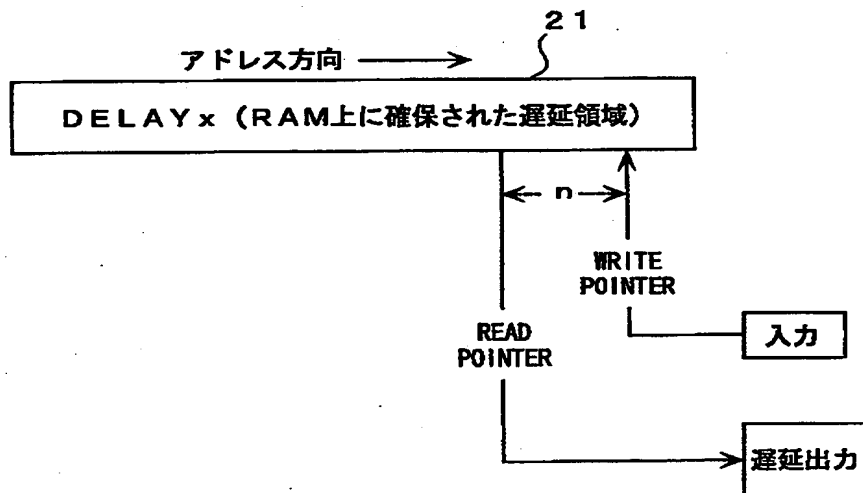 21
アドレス方向
DELAYx（RAM上に確保された遅延領域）
n
WRITE
POINTER
READ
POINTER
入力
遅延出力